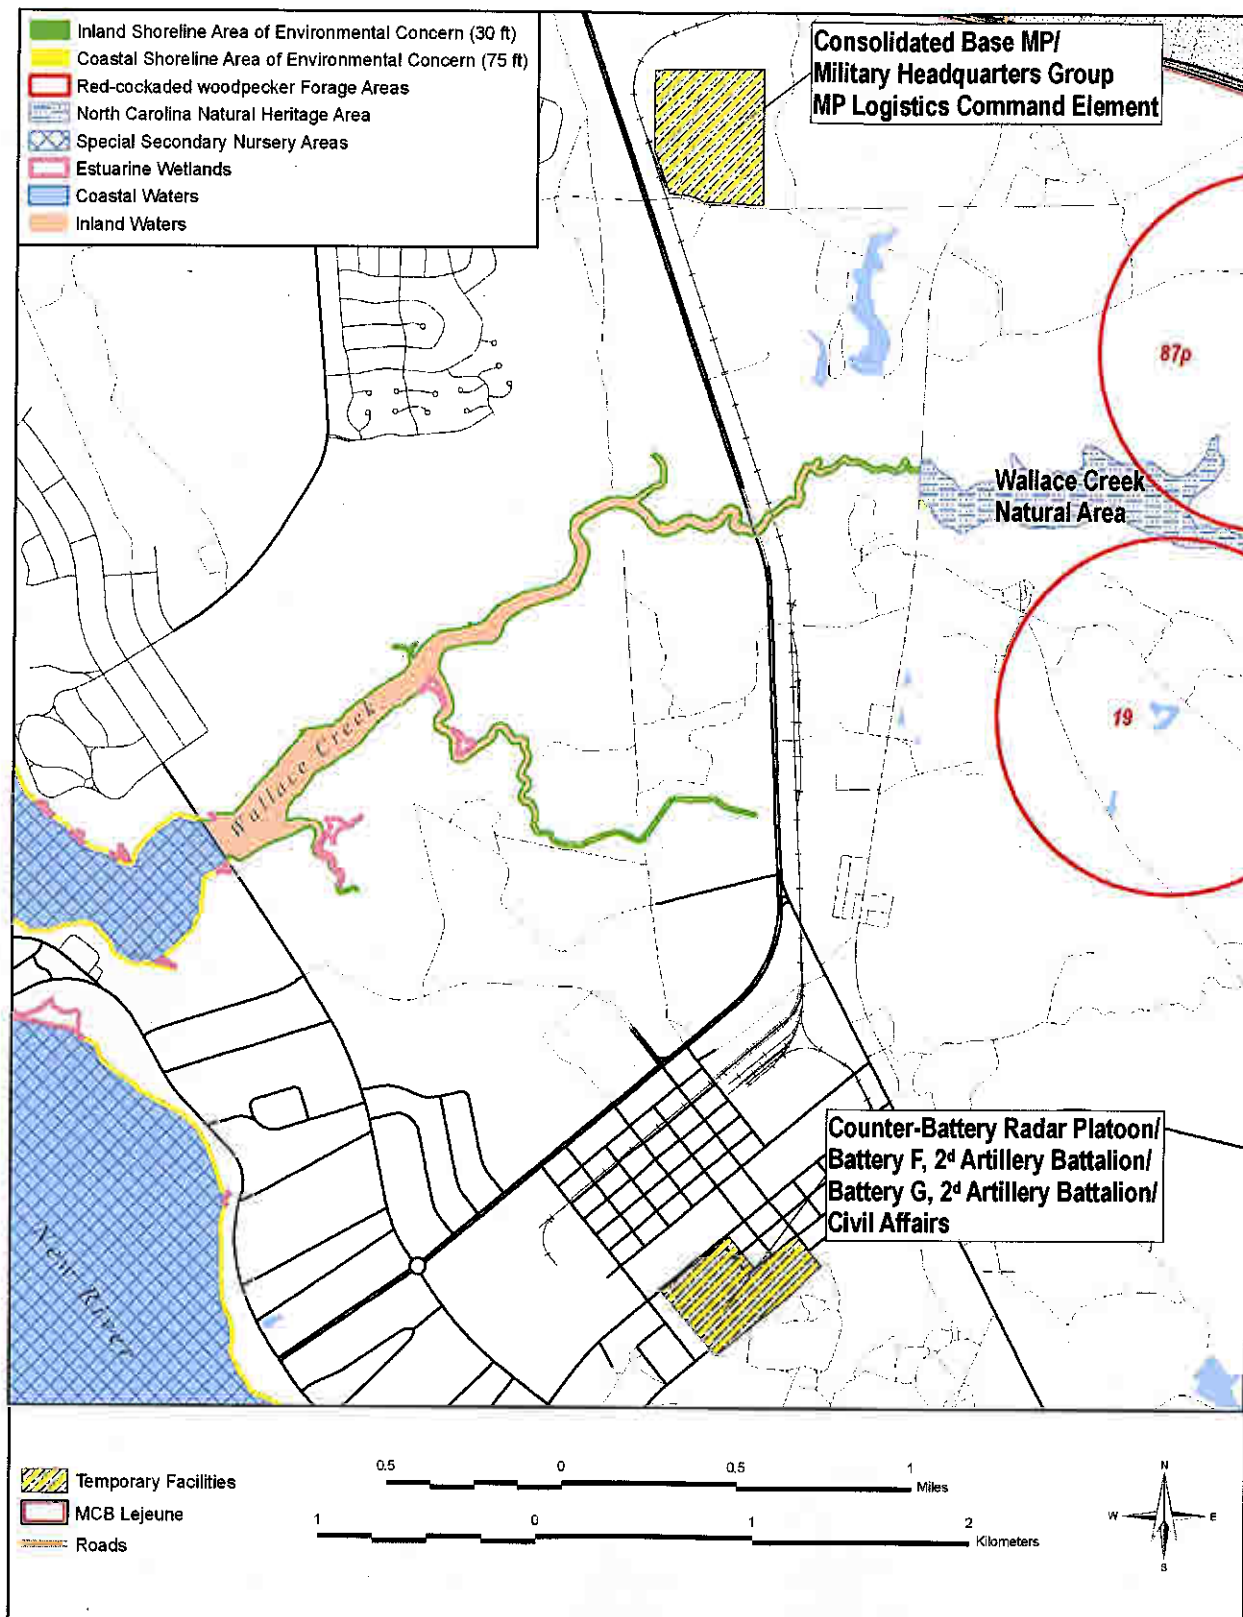 Inland Shoreline Area of Environmental Concern (30 ft)
Coastal Shoreline Area of Environmental Concern (75 ft)
Red-cockaded woodpecker Forage Areas
North Carolina Natural Heritage Area
Special Secondary Nursery Areas
Estuarine Wetlands
Coastal Waters
Inland Waters
Consolidated Base MP/
Military Headquarters Group
MP Logistics Command Element
87p
Wallace Creek
Natural Area
19
Wallace Creek
Counter-Battery Radar Platoon/
Battery F, 2d Artillery Battalion/
Battery G, 2d Artillery Battalion/
Civil Affairs
New River
Temporary Facilities
MCB Lejeune
Roads
0.5 0 0.5 1
Miles
1 0 1 2
Kilometers
N
W E
S